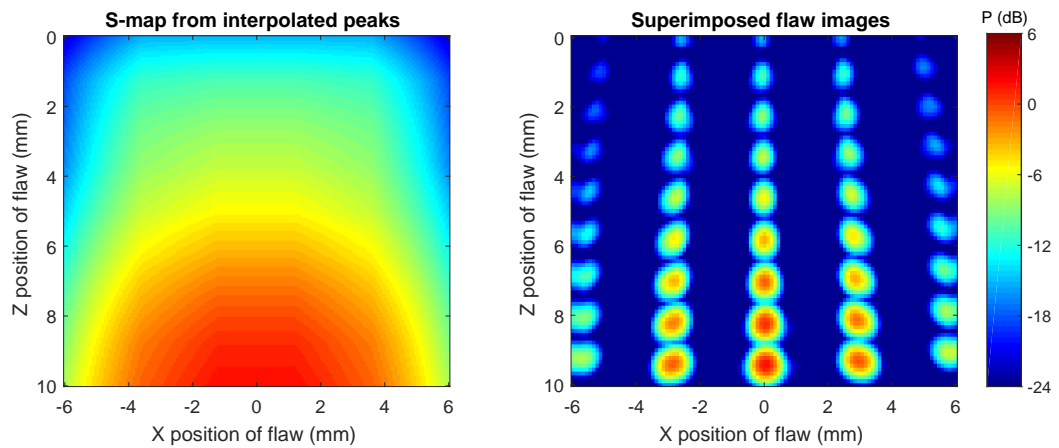 S-map from interpolated peaks
0
2
4
6
8
10
Z position of flaw (mm)
-6 -4 -2 0 2 4 6
X position of flaw (mm)
Superimposed flaw images
0
2
4
6
8
10
Z position of flaw (mm)
-6 -4 -2 0 2 4 6
X position of flaw (mm)
P (dB)
6
0
-6
-12
-18
-24